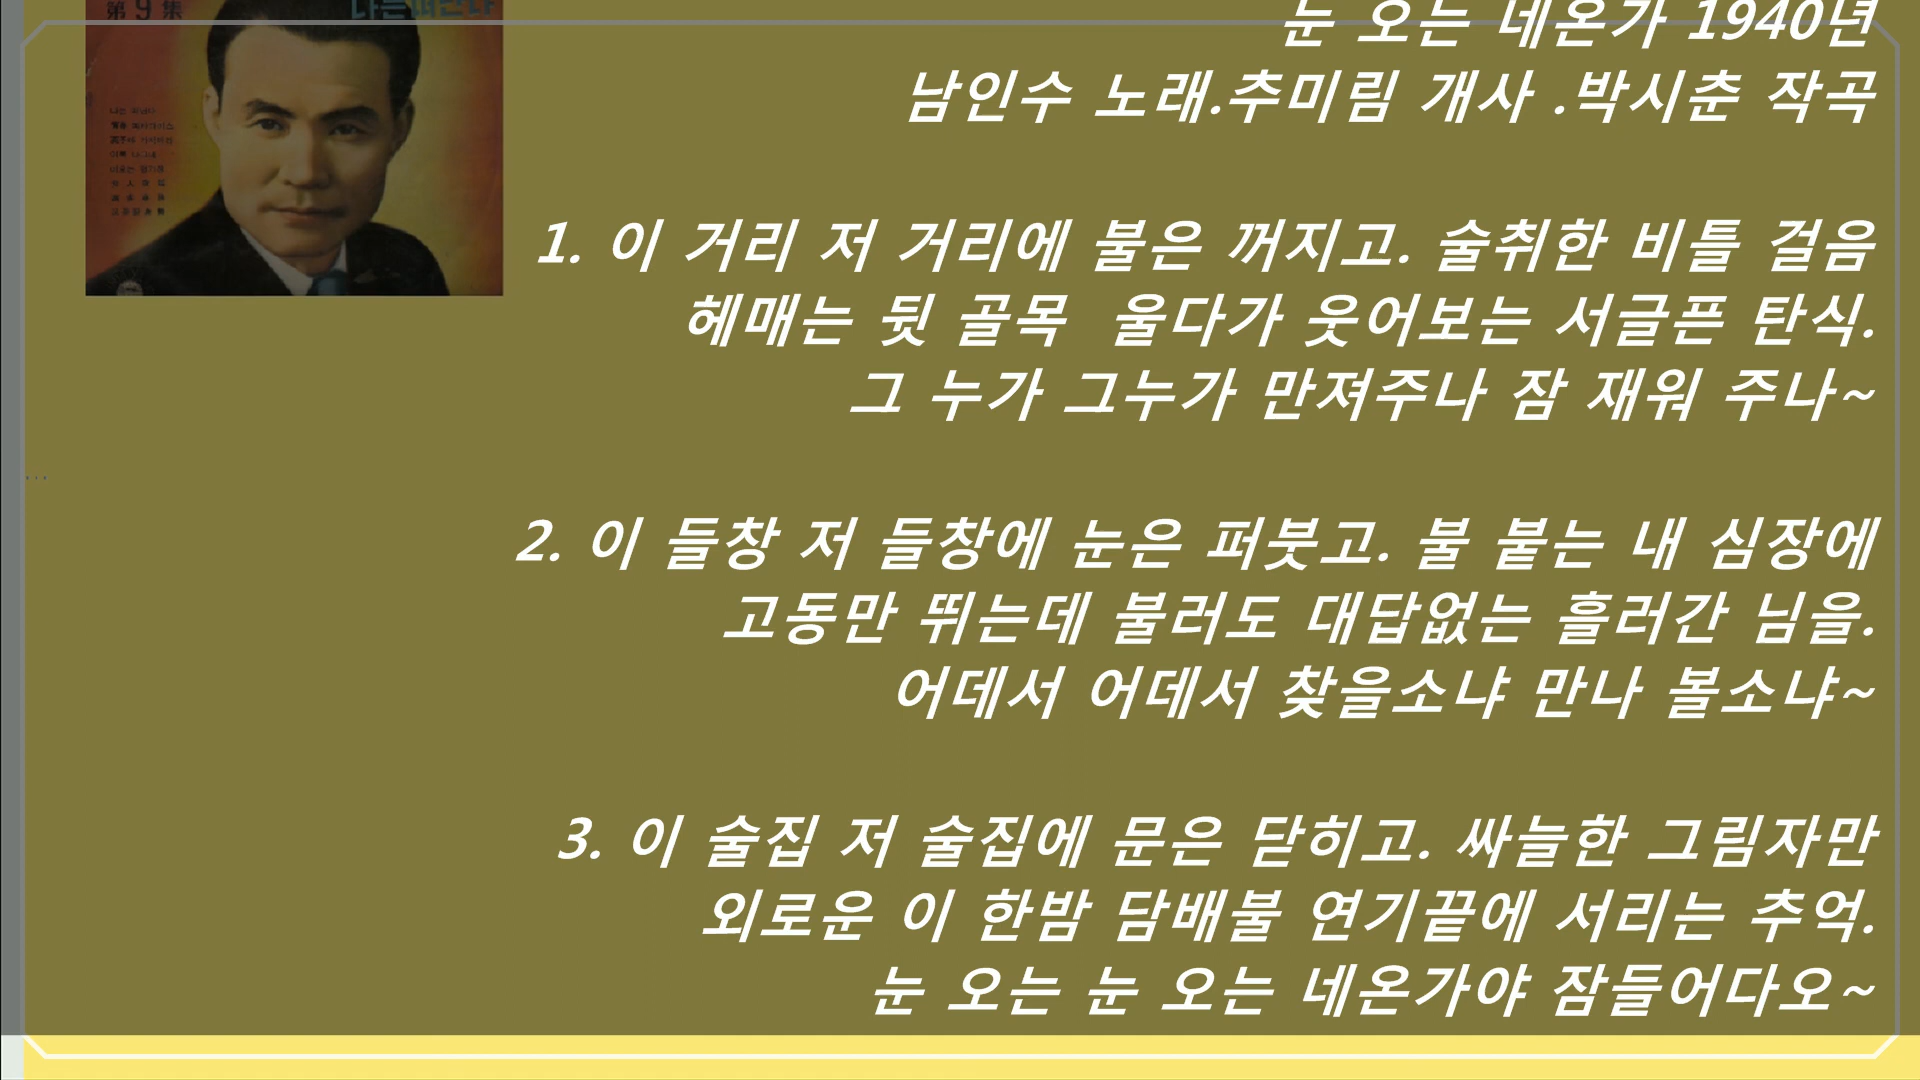 第9集
나는 떠난다
눈 오는 네온가 1940년
남인수 노래.추미림 개사 .박시춘 작곡
1. 이 거리 저 거리에 불은 꺼지고. 술취한 비틀 걸음
헤매는 뒷 골목 울다가 웃어보는 서글픈 탄식.
그 누가 그누가 만져주나 잠 재워 주나~
2. 이 들창 저 들창에 눈은 퍼붓고. 불 붙는 내 심장에
고동만 뛰는데 불러도 대답없는 흘러간 님을.
어데서 어데서 찾을소냐 만나 볼소냐~
3. 이 술집 저 술집에 문은 닫히고. 싸늘한 그림자만
외로운 이 한밤 담배불 연기끝에 서리는 추억.
눈 오는 눈 오는 네온가야 잠들어다오~